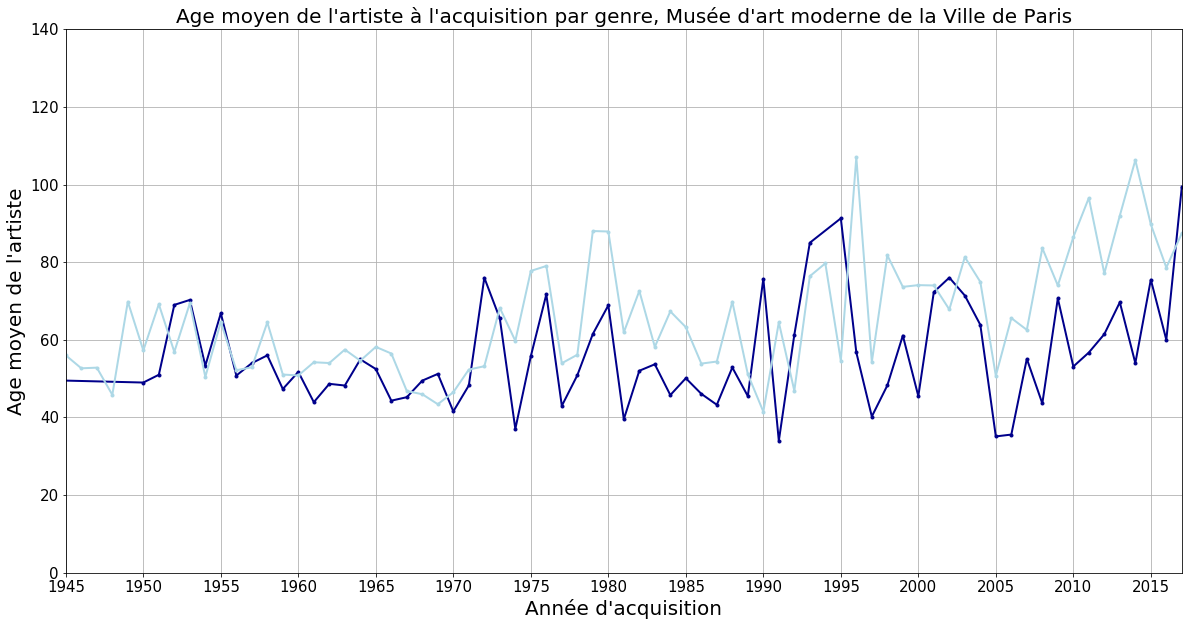 Age moyen de l'artiste à l'acquisition par genre, Musée d'art moderne de la Ville de Paris
140
120
100
80
60
40
20
0
Age moyen de l'artiste
1945 1950 1955 1960 1965 1970 1975 1980 1985 1990 1995 2000 2005 2010 2015
Année d'acquisition